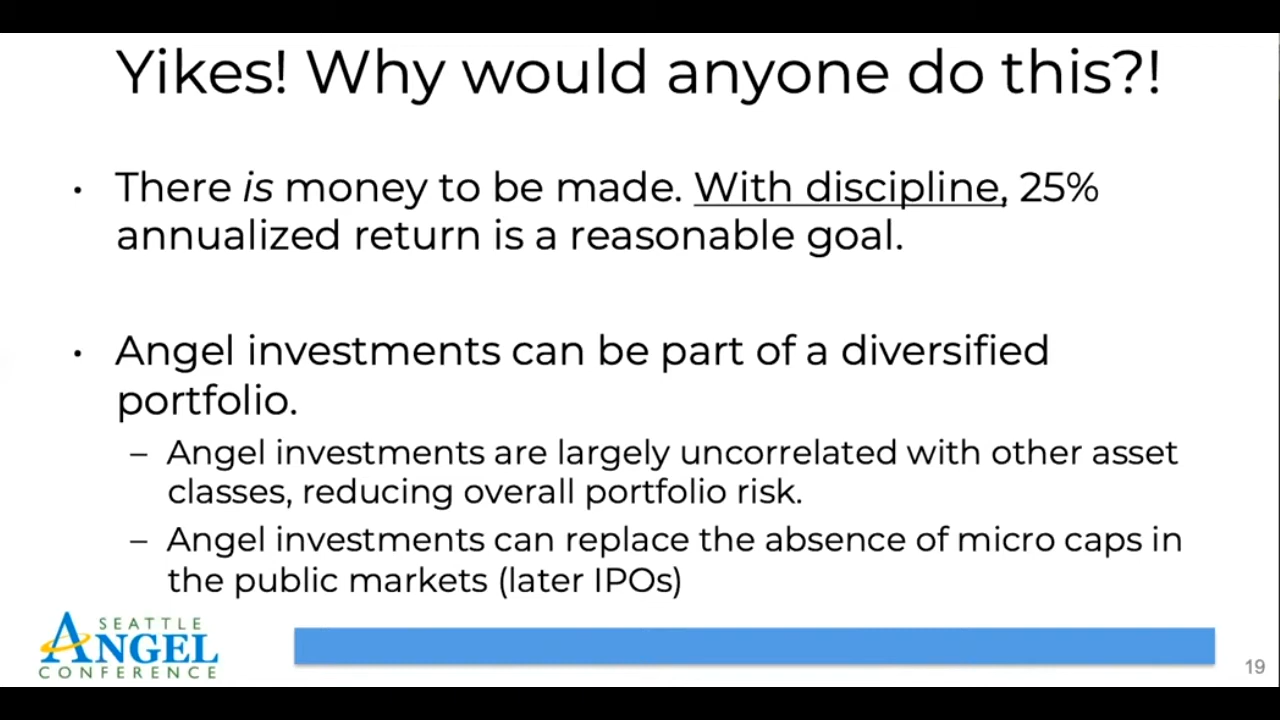 Yikes! Why would anyone do this?!
• There is money to be made. With discipline, 25%
annualized return is a reasonable goal.
• Angel investments can be part of a diversified
portfolio.
– Angel investments are largely uncorrelated with other asset
classes, reducing overall portfolio risk.
– Angel investments can replace the absence of micro caps in
the public markets (later IPOs)
SEATTLE
ANGEL
CONFERENCE
19